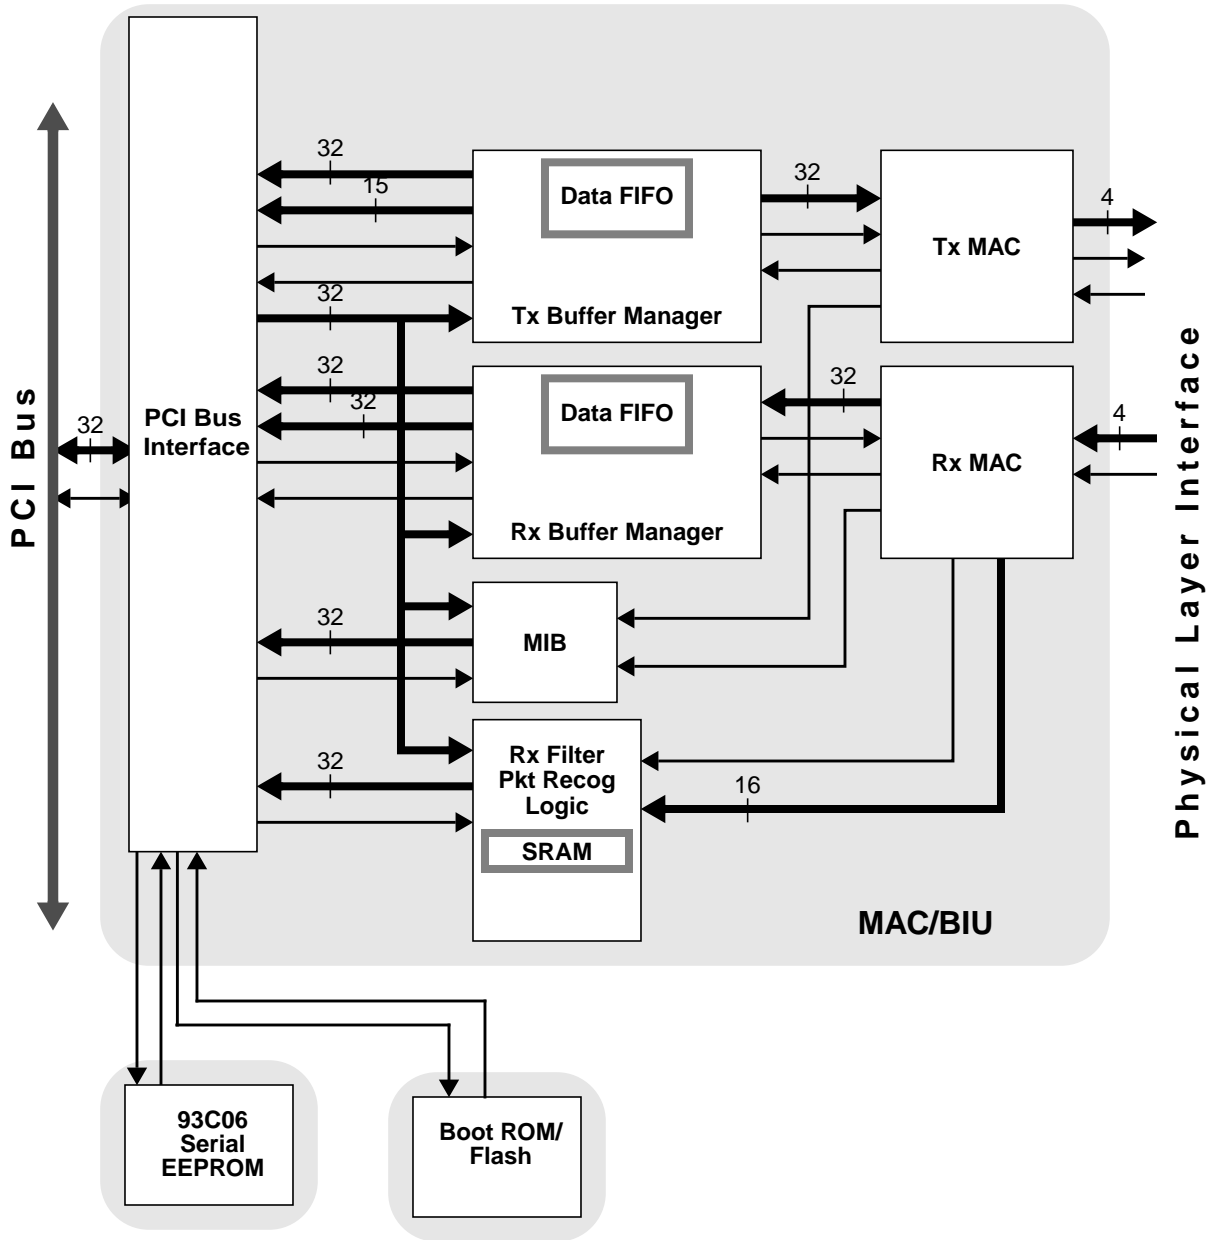 32
15
32
32
32
32
32
32
16
32
4
32
4
32
Data FIFO
Tx Buffer Manager
Tx MAC
Data FIFO
Rx Buffer Manager
Rx MAC
PCI Bus
PCI Bus
Interface
MIB
Rx Filter
Pkt Recog
Logic
SRAM
MAC/BIU
Physical Layer Interface
93C06
Serial
EEPROM
Boot ROM/
Flash